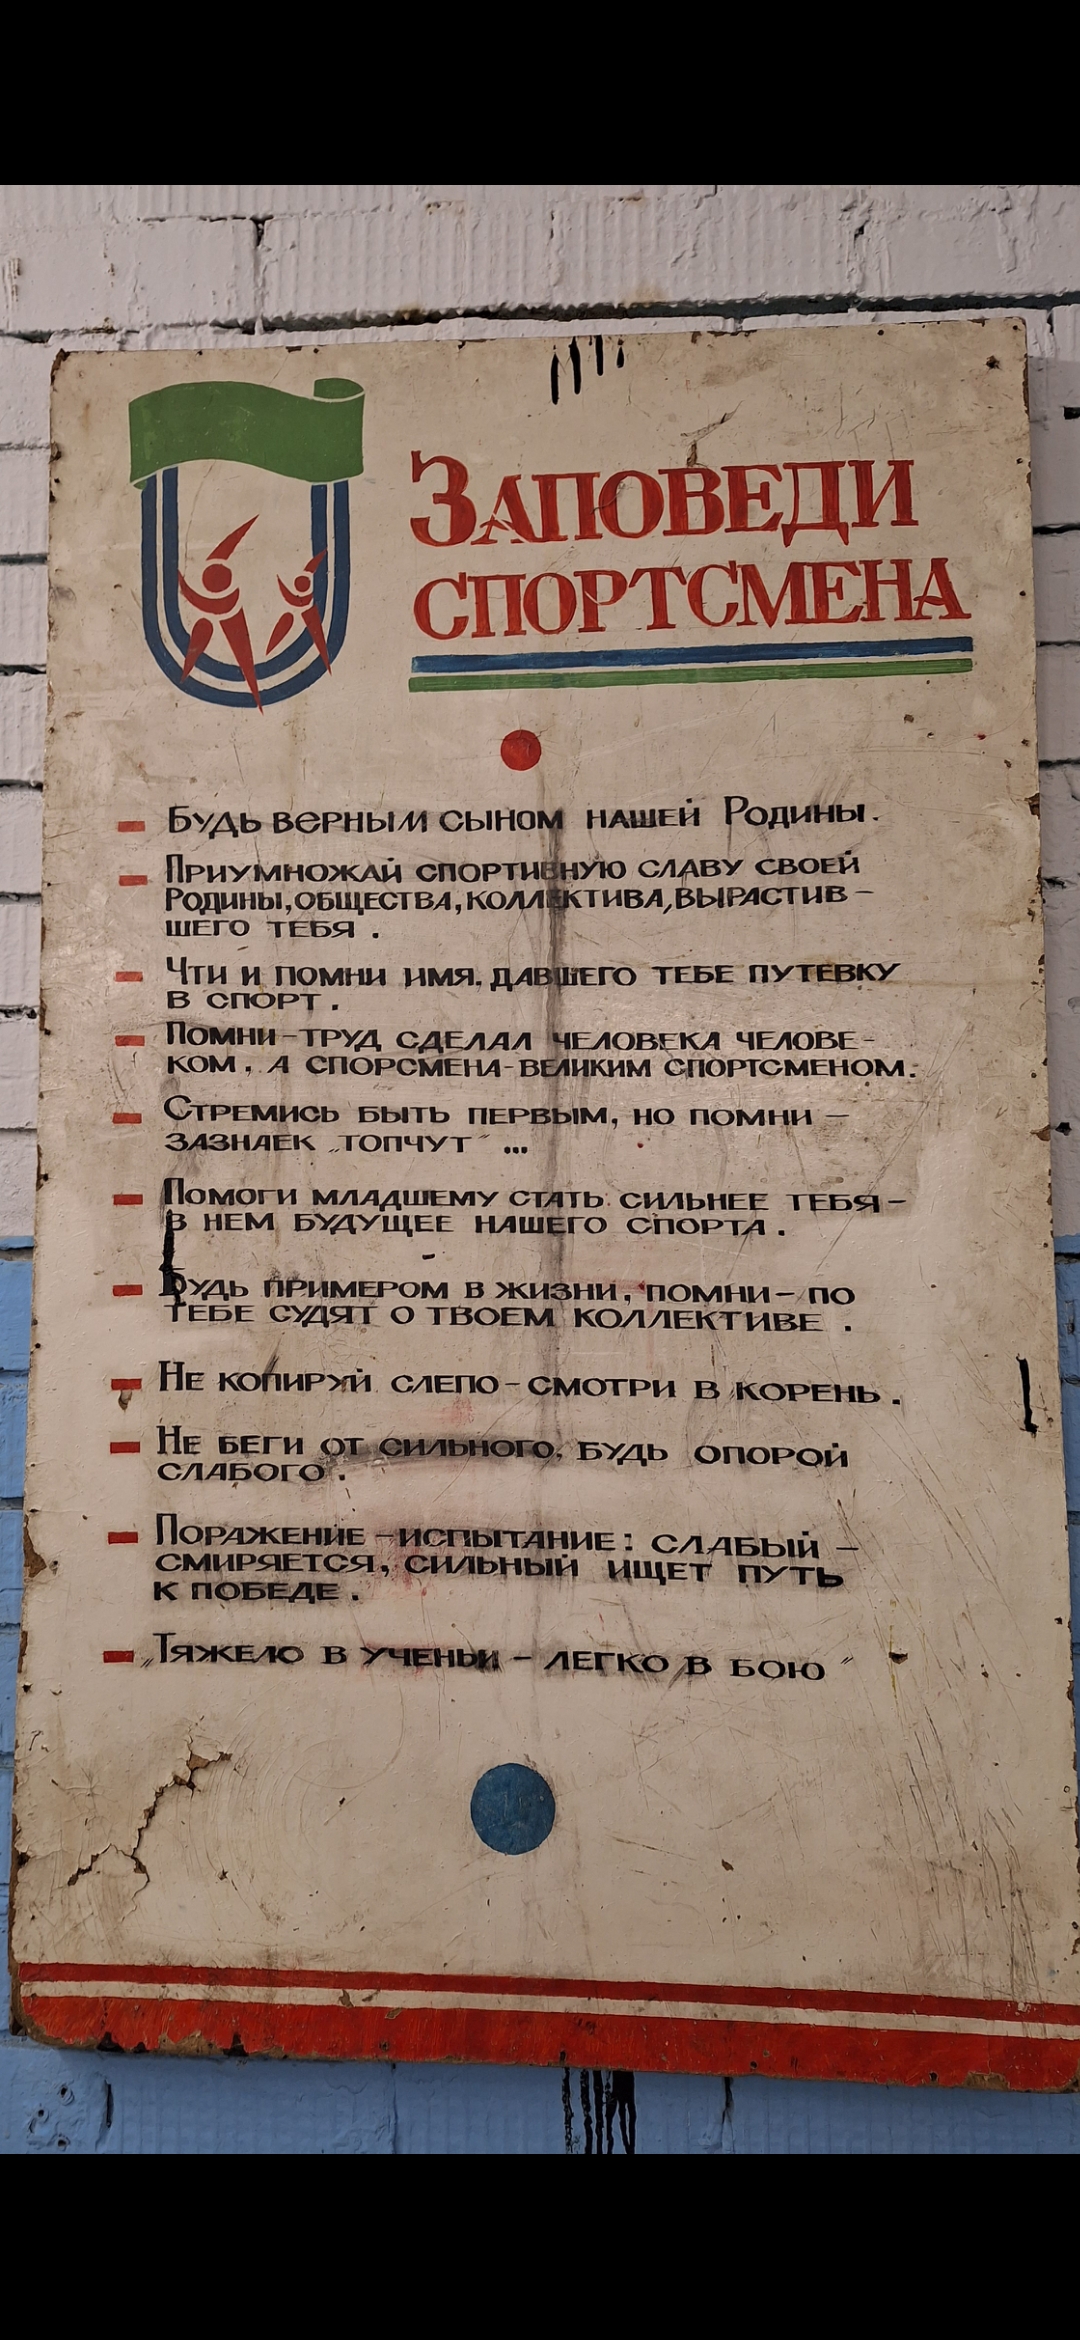 ЗАПОВЕДИ
СПОРТСМЕНА
– БУДЬ ВЕРНЫМ СЫНОМ НАШЕЙ РОДИНЫ.
– ПРИУМНОЖАЙ СПОРТИВНУЮ СЛАВУ СВОЕЙ
РОДИНЫ, ОБЩЕСТВА, КОЛЛЕКТИВА, ВЫРАСТИВ –
ШЕГО ТЕБЯ .
– ЧТИ И ПОМНИ ИМЯ, ДАВШЕГО ТЕБЕ ПУТЕВКУ
В СПОРТ .
– ПОМНИ – ТРУД СДЕЛАЛ ЧЕЛОВЕКА ЧЕЛОВЕ –
КОМ , А СПОРСМЕНА - ВЕЛИКИМ СПОРТСМЕНОМ.
– СТРЕМИСЬ БЫТЬ ПЕРВЫМ, НО ПОМНИ –
ЗАЗНАЕК „ТОПЧУТ“ ...
– ПОМОГИ МЛАДШЕМУ СТАТЬ СИЛЬНЕЕ ТЕБЯ –
В НЕМ БУДУЩЕЕ НАШЕГО СПОРТА .
– БУДЬ ПРИМЕРОМ В ЖИЗНИ, ПОМНИ – ПО
ТЕБЕ СУДЯТ О ТВОЕМ КОЛЛЕКТИВЕ .
– НЕ КОПИРУЙ СЛЕПО – СМОТРИ В КОРЕНЬ .
– НЕ БЕГИ ОТ СИЛЬНОГО, БУДЬ ОПОРОЙ
СЛАБОГО .
– ПОРАЖЕНИЕ – ИСПЫТАНИЕ : СЛАБЫЙ –
СМИРЯЕТСЯ, СИЛЬНЫЙ ИЩЕТ ПУТЬ
К ПОБЕДЕ .
– „ТЯЖЕЛО В УЧЕНЬИ – ЛЕГКО В БОЮ“